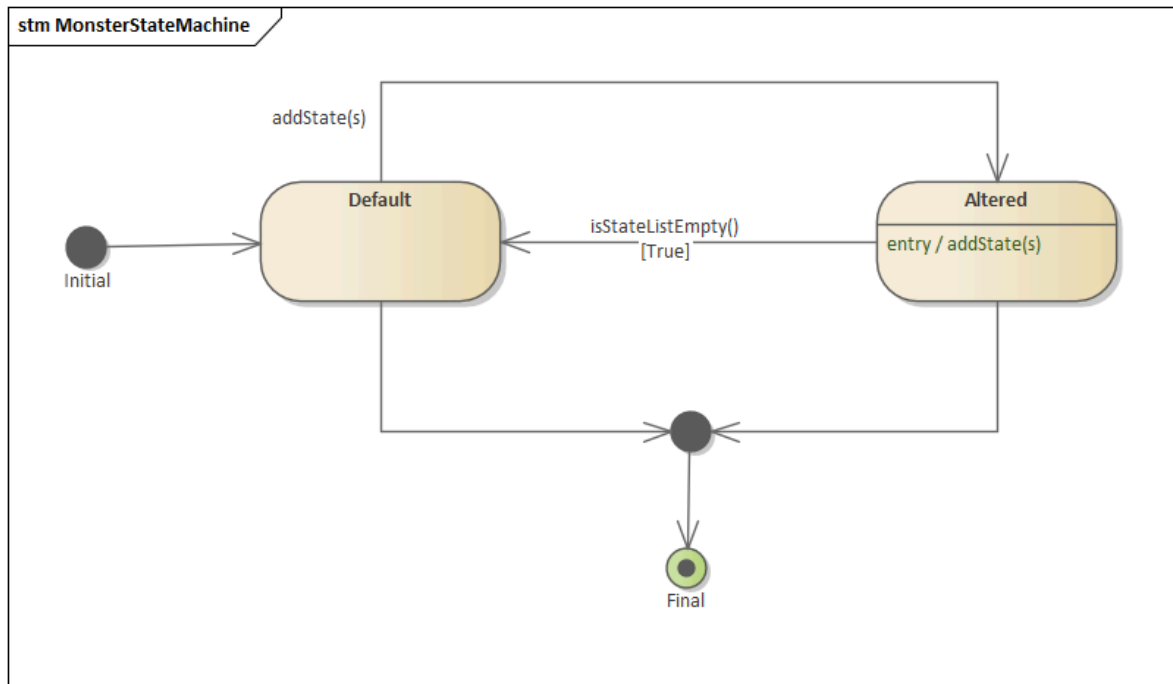 stm MonsterStateMachine
addState(s)
Default
Altered
isStateListEmpty()
[True]
entry / addState(s)
Initial
Final